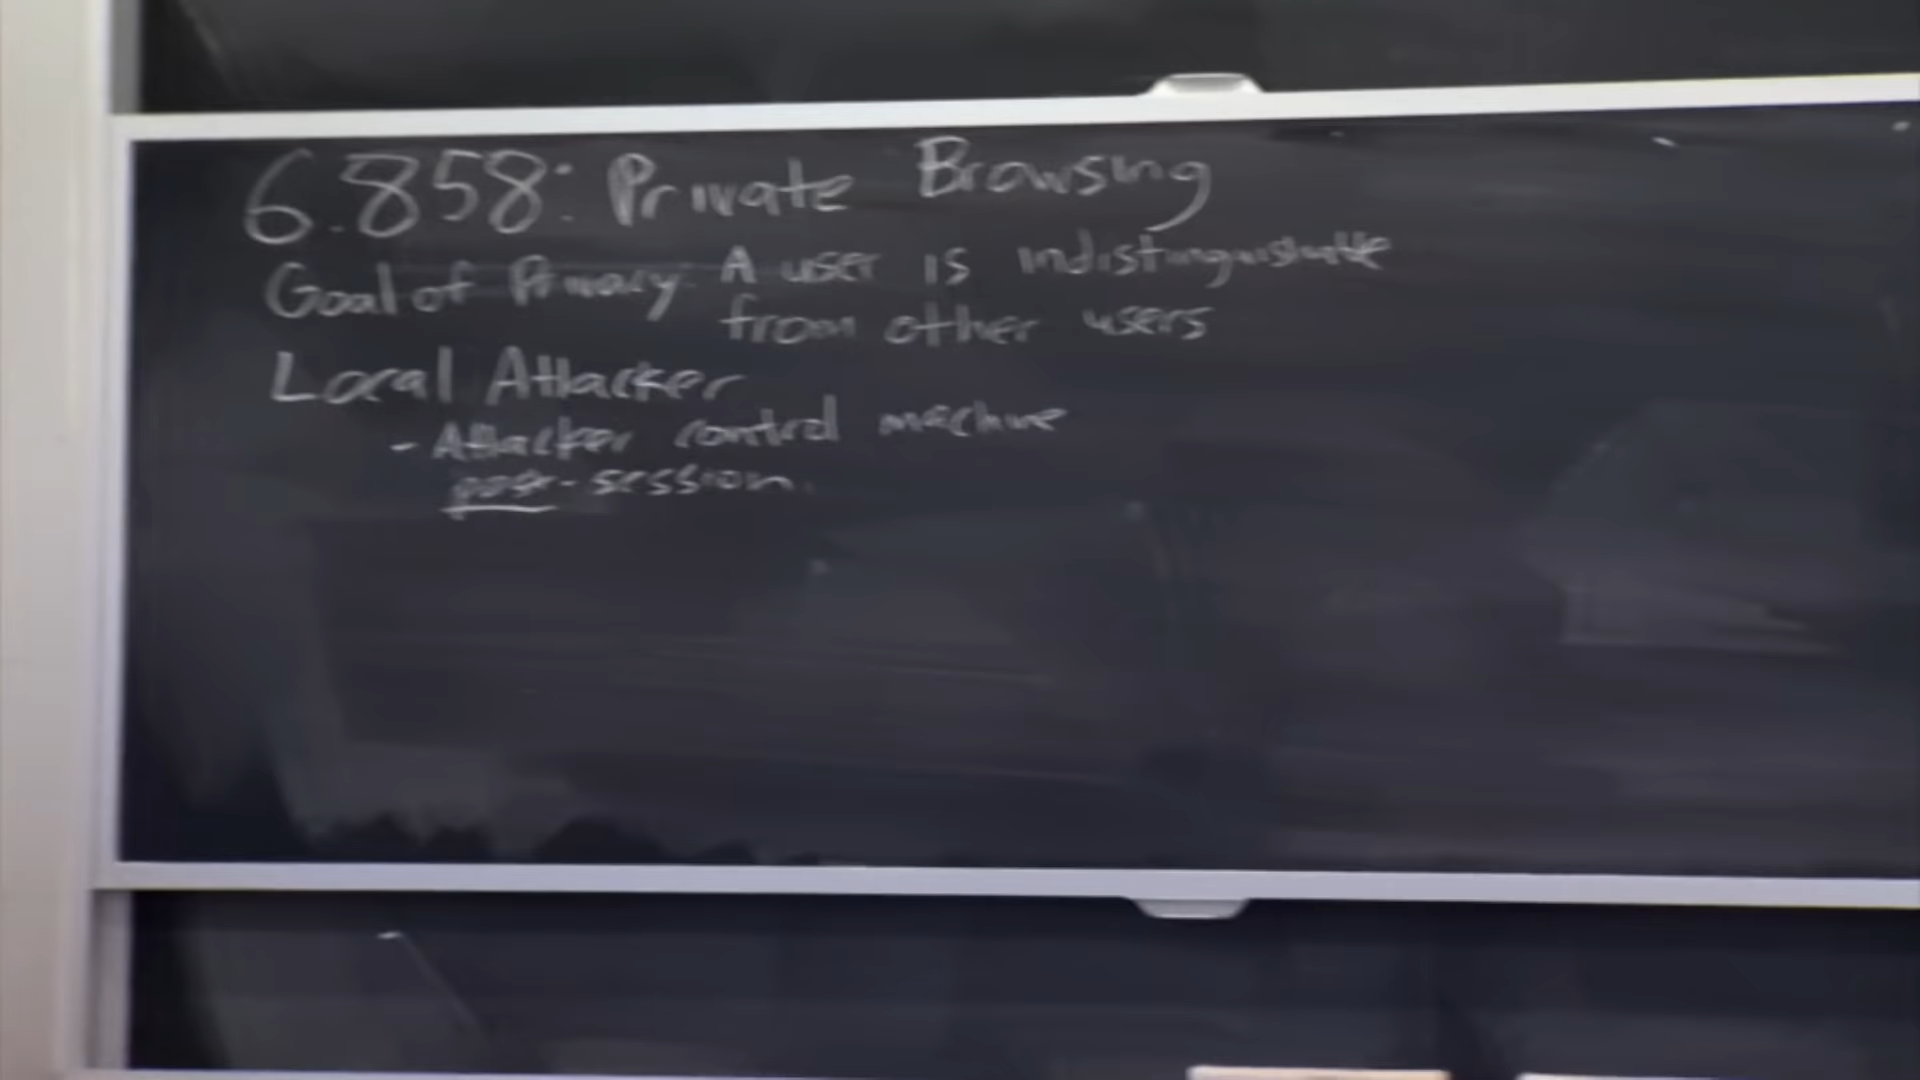 6.858: Private Browsing
Goal of Privacy: A user is indistinguishable
from other users
Local Attacker
- Attacker control machine
post-session.